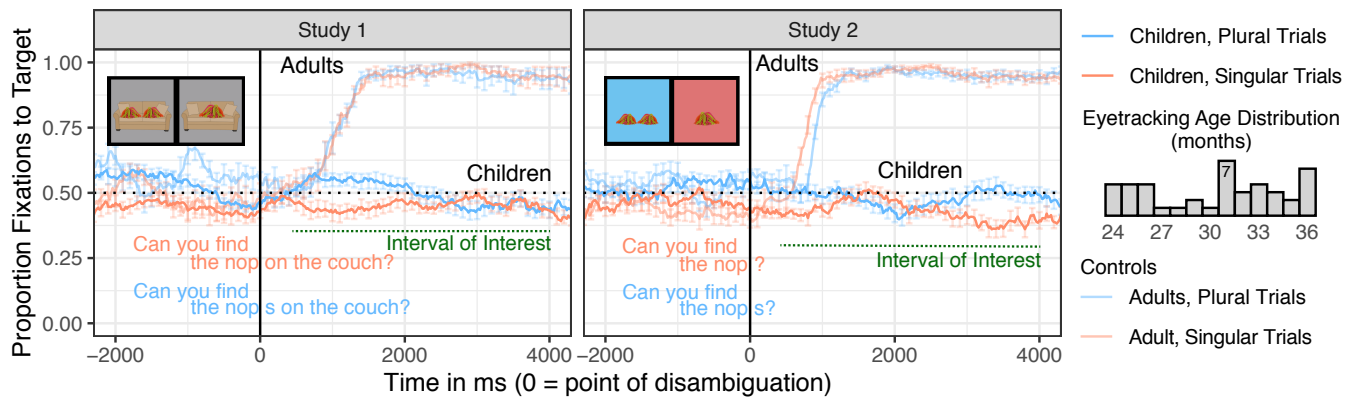 Study 1
Study 2
Proportion Fixations to Target
1.00
0.75
0.50
0.25
0.00
Adults
Children
Can you find
the nop on the couch?
Interval of Interest
Can you find
the nop s on the couch?
Adults
Children
Can you find
the nop ?
Interval of Interest
Can you find
the nop s?
−2000
0
2000
4000
−2000
0
2000
4000
Time in ms (0 = point of disambiguation)
Children, Plural Trials
Children, Singular Trials
Eyetracking Age Distribution
(months)
7
24 27 30 31 33 36
Controls
Adults, Plural Trials
Adult, Singular Trials